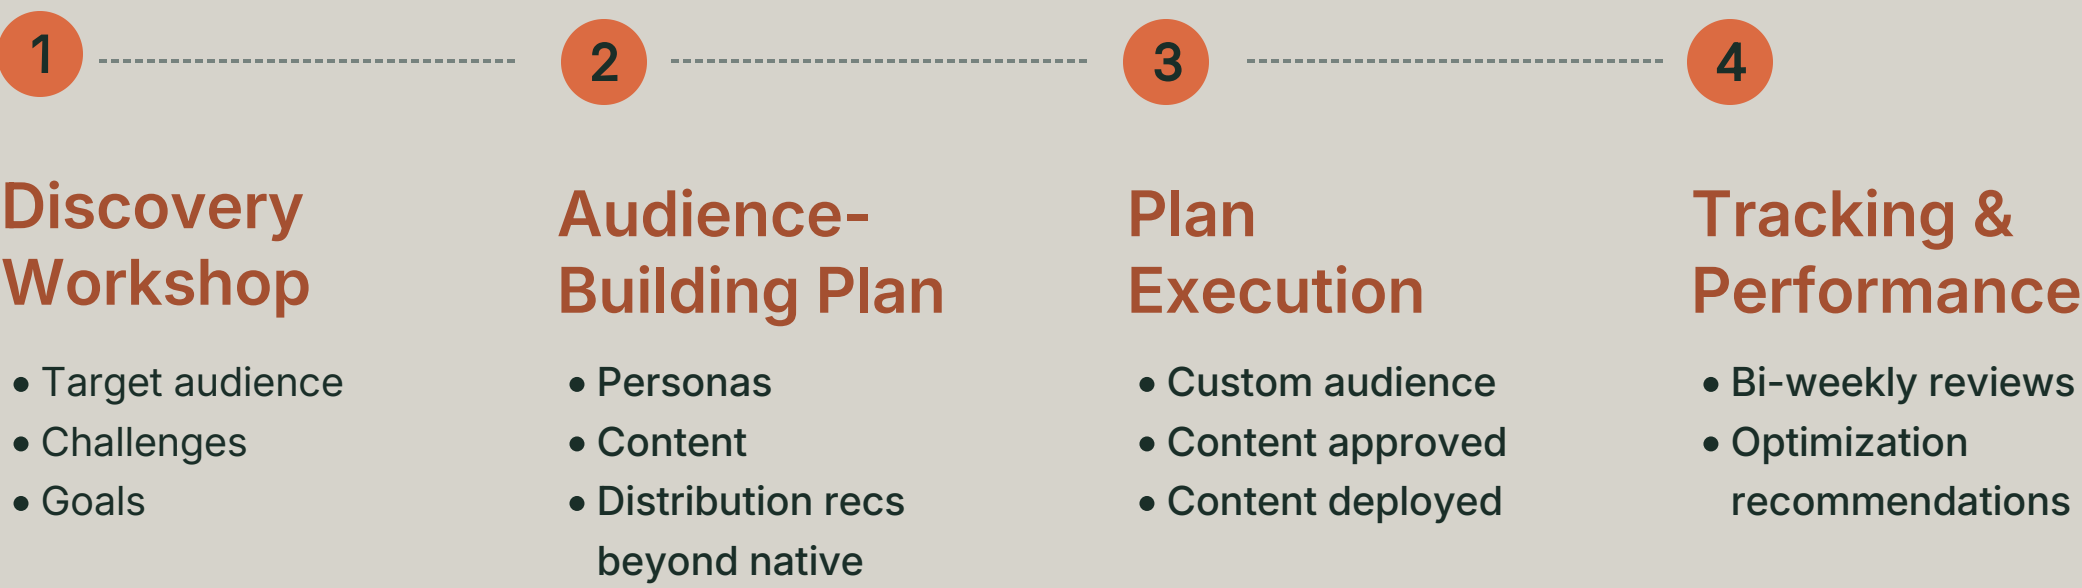 1
2
3
4
Discovery
Workshop
• Target audience
• Challenges
• Goals
Audience-
Building Plan
• Personas
• Content
• Distribution recs
beyond native
Plan
Execution
• Custom audience
• Content approved
• Content deployed
Tracking &
Performance
• Bi-weekly reviews
• Optimization
recommendations